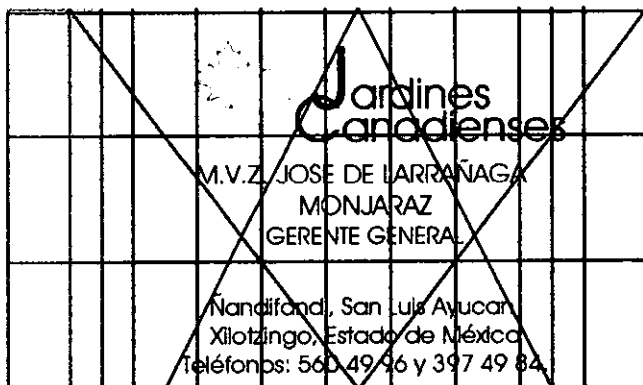 Jardines
Canadienses
M.V.Z. JOSE DE LARRAÑAGA
MONJARAZ
GERENTE GENERAL
Ñandifand, San Luis Ayucan,
Xilotzingo, Estado de México
Teléfonos: 560 49 96 y 397 49 84